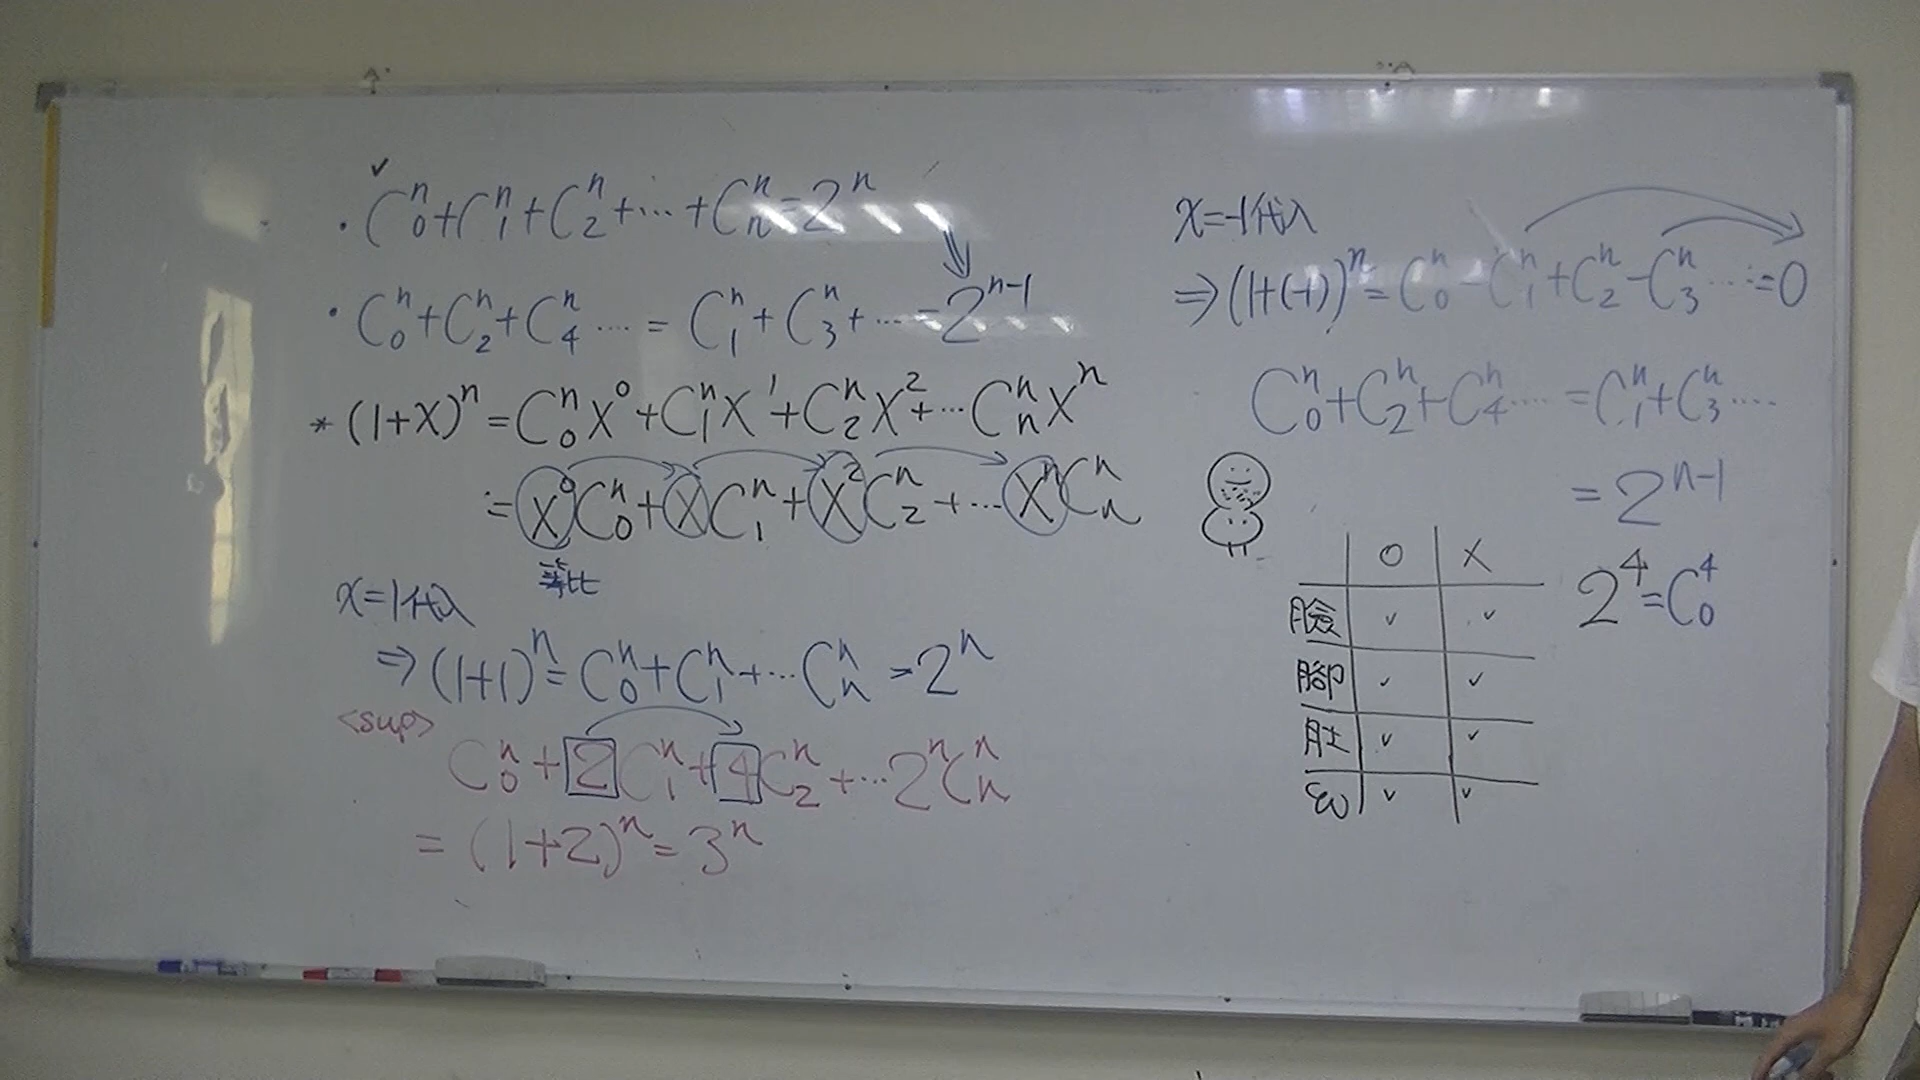 · C₀ⁿ+C₁ⁿ+C₂ⁿ+⋯+Cₙⁿ=2ⁿ
· C₀ⁿ+C₂ⁿ+C₄ⁿ⋯ = C₁ⁿ+C₃ⁿ+⋯=2ⁿ⁻¹
* (1+X)ⁿ=C₀ⁿX⁰+C₁ⁿX¹+C₂ⁿX²+⋯CₙⁿXⁿ
=X⁰C₀ⁿ+XC₁ⁿ+X²C₂ⁿ+⋯XⁿCₙⁿ
等比
x=1代入
⇒(1+1)ⁿ=C₀ⁿ+C₁ⁿ+⋯Cₙⁿ=2ⁿ
<sup>
C₀ⁿ+2C₁ⁿ+4C₂ⁿ+⋯2ⁿCₙⁿ
=(1+2)ⁿ=3ⁿ
x=-1代入
⇒(1+(-1))ⁿ=C₀ⁿ-C₁ⁿ+C₂ⁿ-C₃ⁿ⋯=0
C₀ⁿ+C₂ⁿ+C₄ⁿ⋯=C₁ⁿ+C₃ⁿ⋯
=2ⁿ⁻¹
O X
臉 ✓ ✓
腳 ✓ ✓
肚 ✓ ✓
✓ ✓
2⁴=C₀⁴